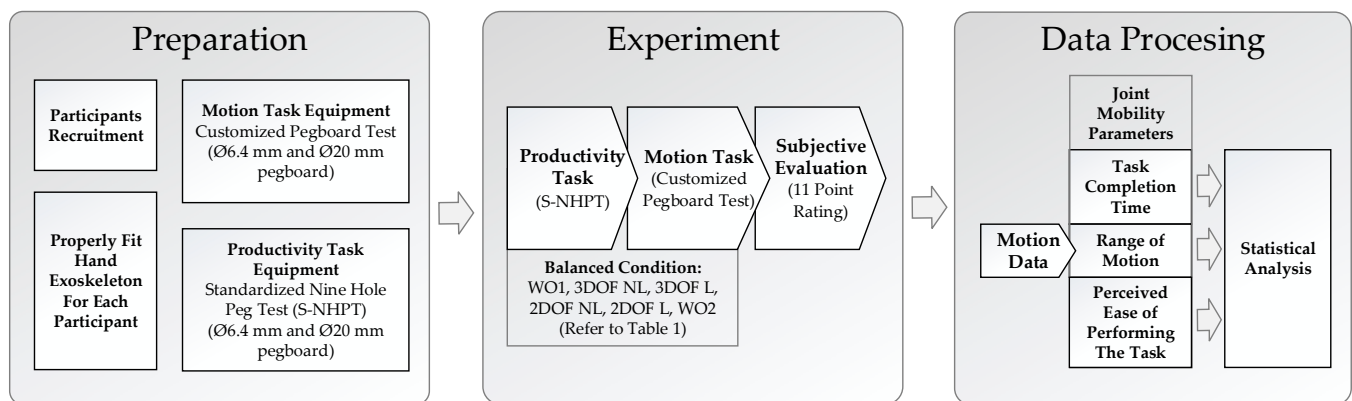 Preparation
Participants
Recruitment
Motion Task Equipment
Customized Pegboard Test
(Ø6.4 mm and Ø20 mm
pegboard)
Properly Fit
Hand
Exoskeleton
For Each
Participant
Productivity Task
Equipment
Standardized Nine Hole
Peg Test (S-NHPT)
(Ø6.4 mm and Ø20 mm
pegboard)
Experiment
Productivity
Task
(S-NHPT)
Motion Task
(Customized
Pegboard Test)
Subjective
Evaluation
(11 Point
Rating)
Balanced Condition:
WO1, 3DOF NL, 3DOF L,
2DOF NL, 2DOF L, WO2
(Refer to Table 1)
Data Procesing
Motion
Data
Joint
Mobility
Parameters
Task
Completion
Time
Range of
Motion
Perceived
Ease of
Performing
The Task
Statistical
Analysis